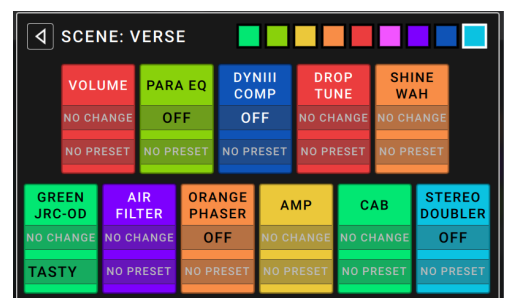 SCENE: VERSE
VOLUME PARA EQ DYNIII COMP DROP TUNE SHINE WAH
NO CHANGE OFF OFF NO CHANGE NO CHANGE
NO PRESET NO PRESET NO PRESET NO PRESET NO PRESET
GREEN JRC-OD AIR FILTER ORANGE PHASER AMP CAB STEREO DOUBLER
NO CHANGE NO CHANGE OFF NO CHANGE NO CHANGE OFF
TASTY NO PRESET NO PRESET NO PRESET NO PRESET NO PRESET